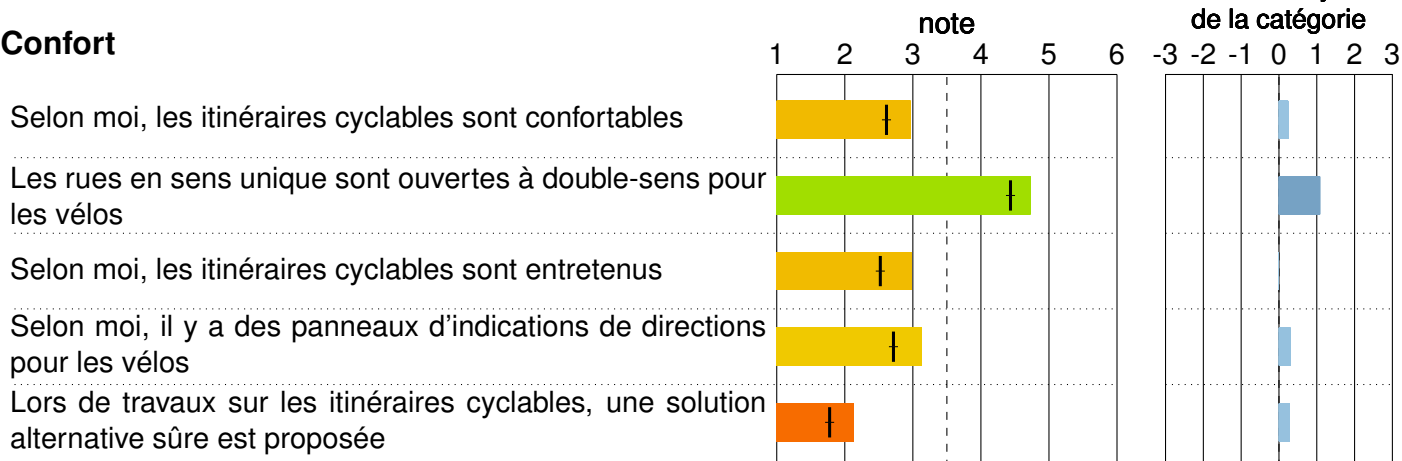 note
de la catégorie
Confort
1 2 3 4 5 6
-3 -2 -1 0 1 2 3
Selon moi, les itinéraires cyclables sont confortables
Les rues en sens unique sont ouvertes à double-sens pour
les vélos
Selon moi, les itinéraires cyclables sont entretenus
Selon moi, il y a des panneaux d'indications de directions
pour les vélos
Lors de travaux sur les itinéraires cyclables, une solution
alternative sûre est proposée